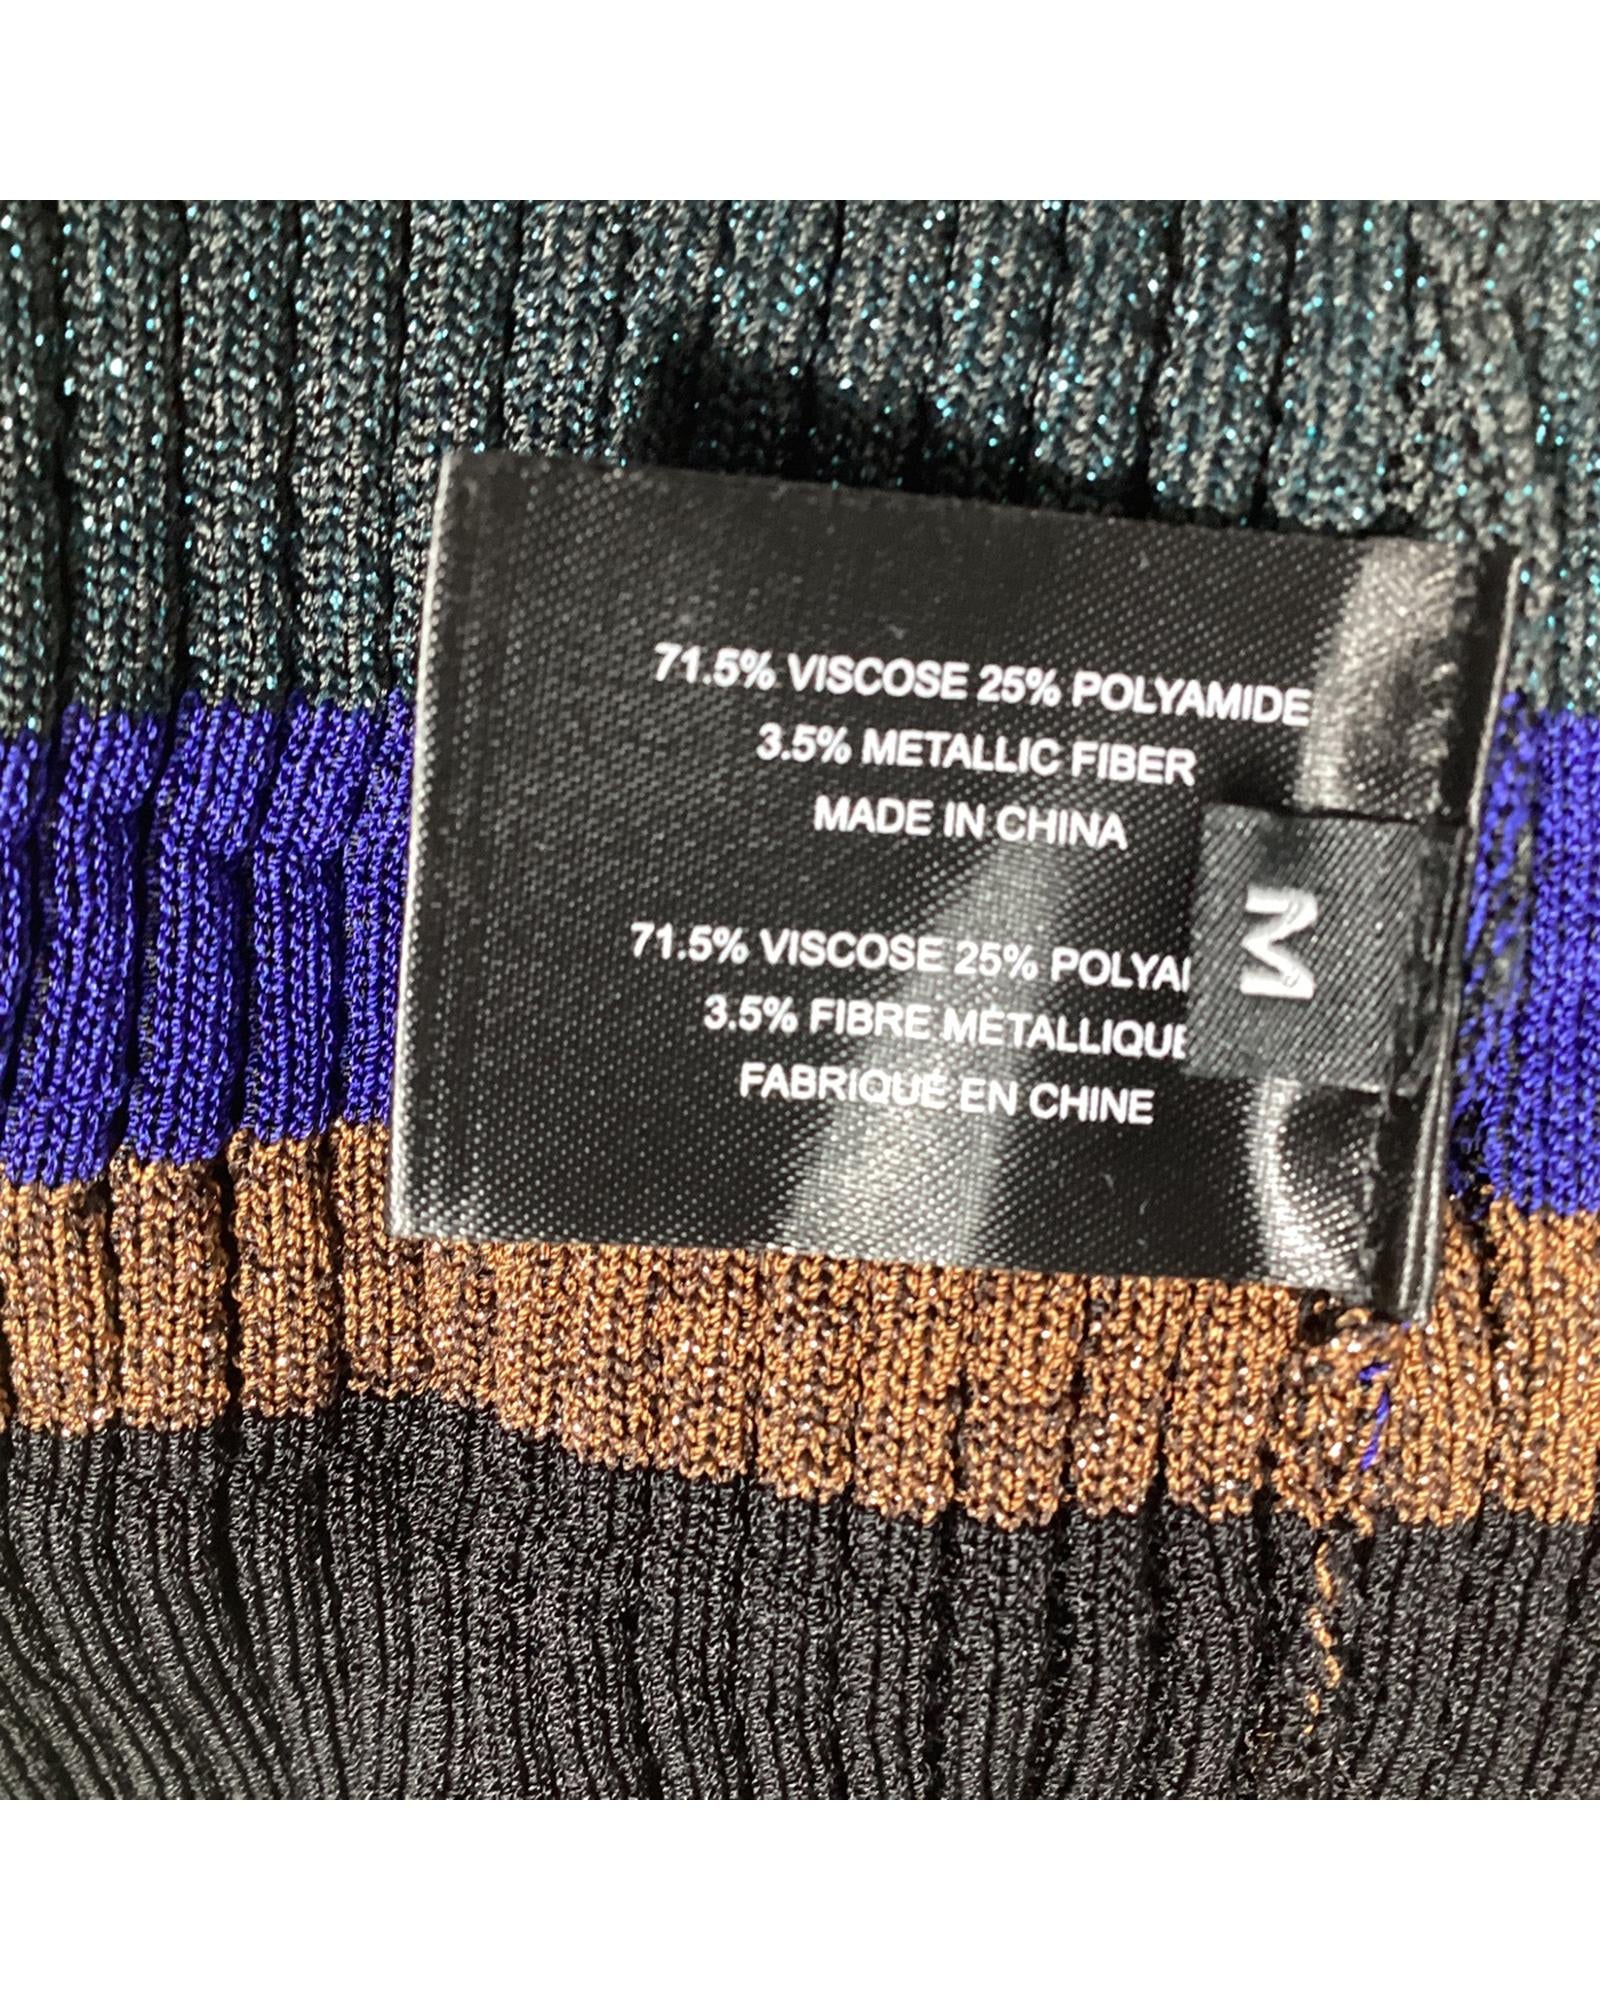 71.5% VISCOSE 25% POLYAMIDE
3.5% METALLIC FIBER
MADE IN CHINA
71.5% VISCOSE 25%
3.5% FIBRE MÉTALLIQUE
FABRIQUÉ EN CHINE
M